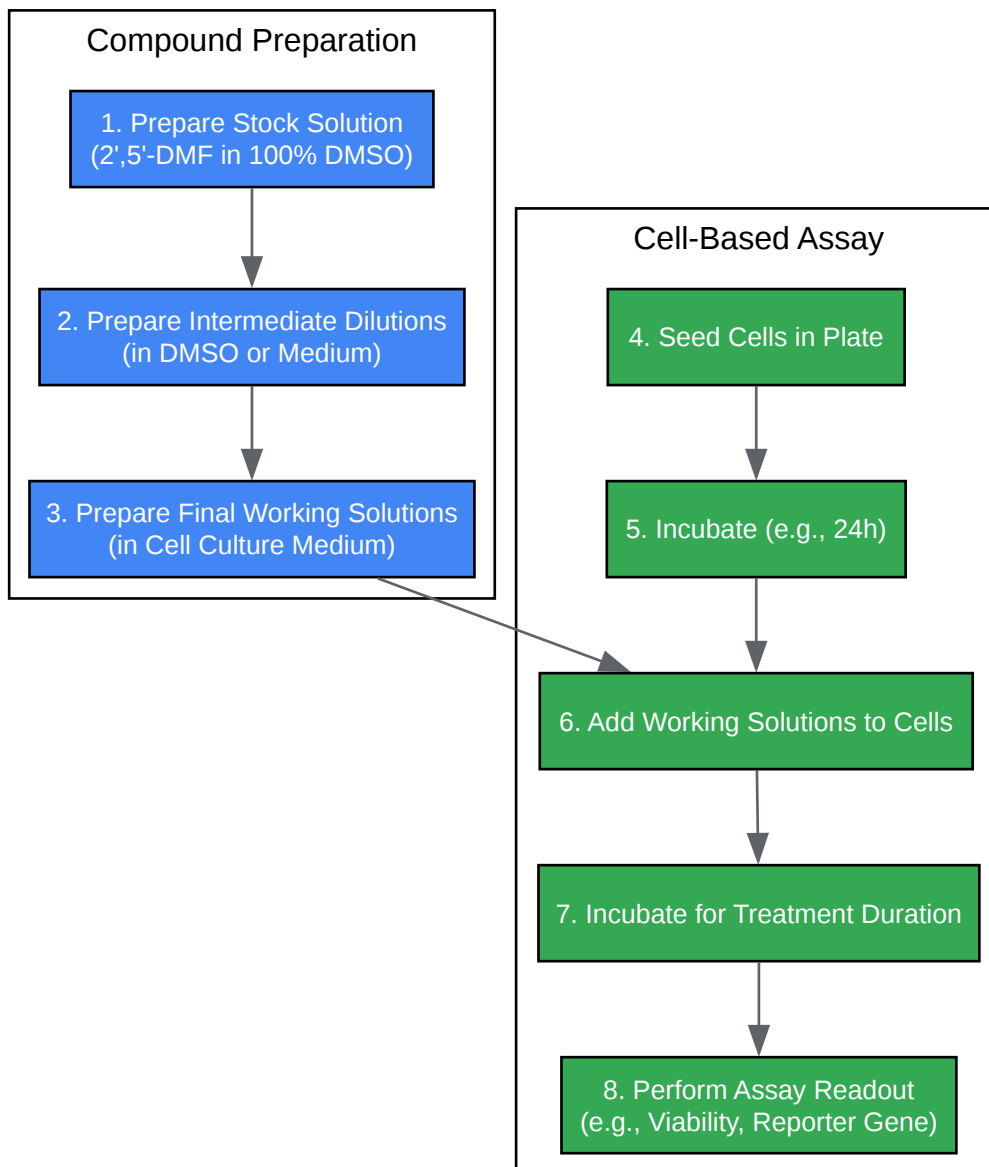 Compound Preparation
1. Prepare Stock Solution
(2',5'-DMF in 100% DMSO)
2. Prepare Intermediate Dilutions
(in DMSO or Medium)
3. Prepare Final Working Solutions
(in Cell Culture Medium)
Cell-Based Assay
4. Seed Cells in Plate
5. Incubate (e.g., 24h)
6. Add Working Solutions to Cells
7. Incubate for Treatment Duration
8. Perform Assay Readout
(e.g., Viability, Reporter Gene)